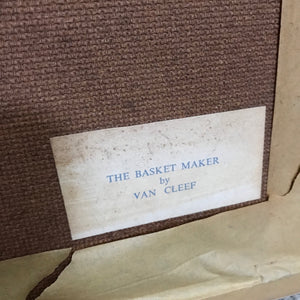 THE BASKET MAKER
by
VAN CLEEF